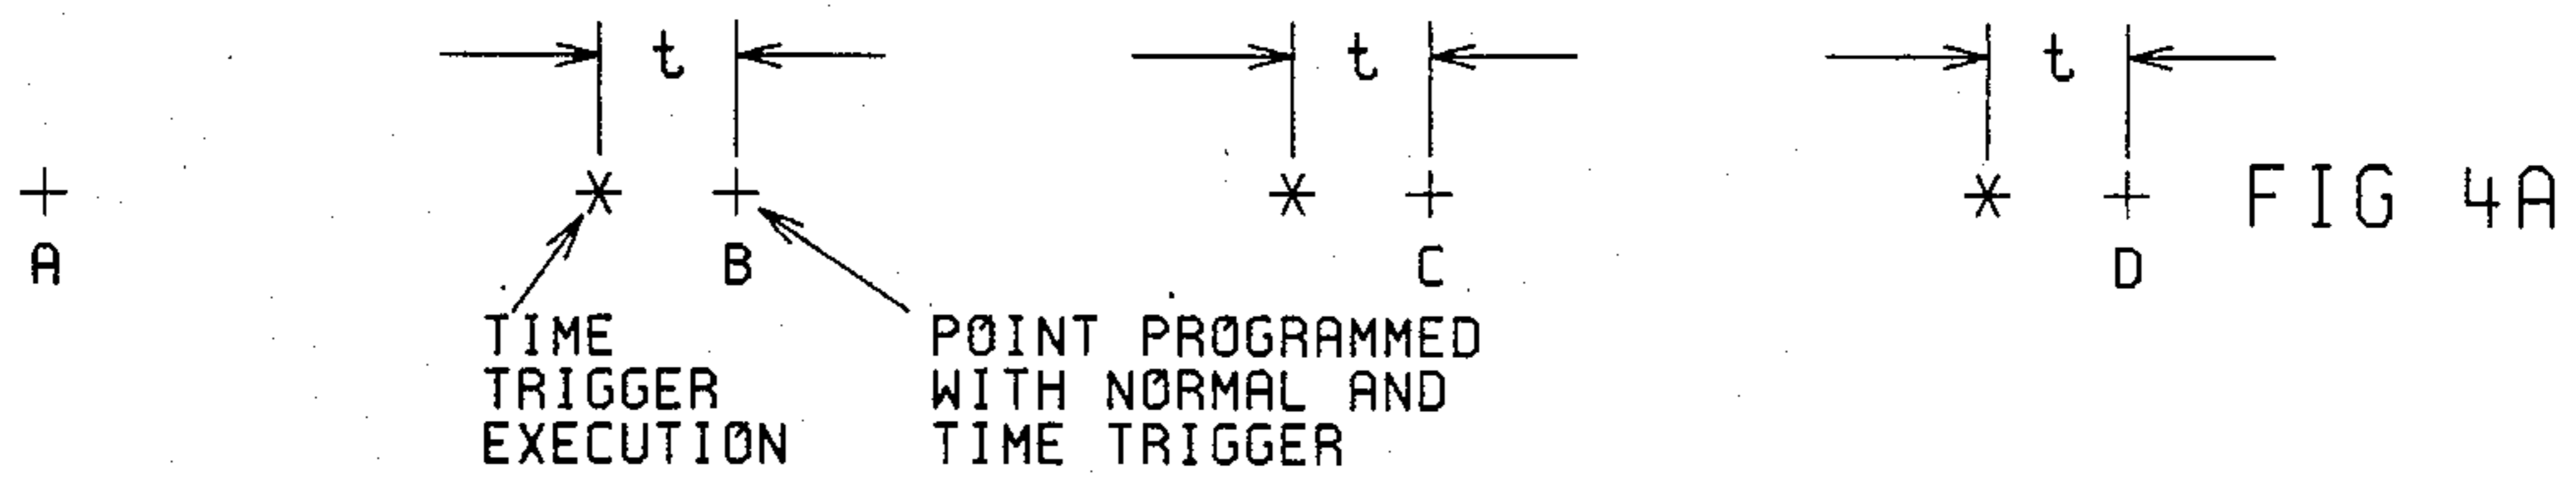 t t t
* * * FIG 4A
A B C D
TIME
TRIGGER
EXECUTION
POINT PROGRAMMED
WITH NORMAL AND
TIME TRIGGER